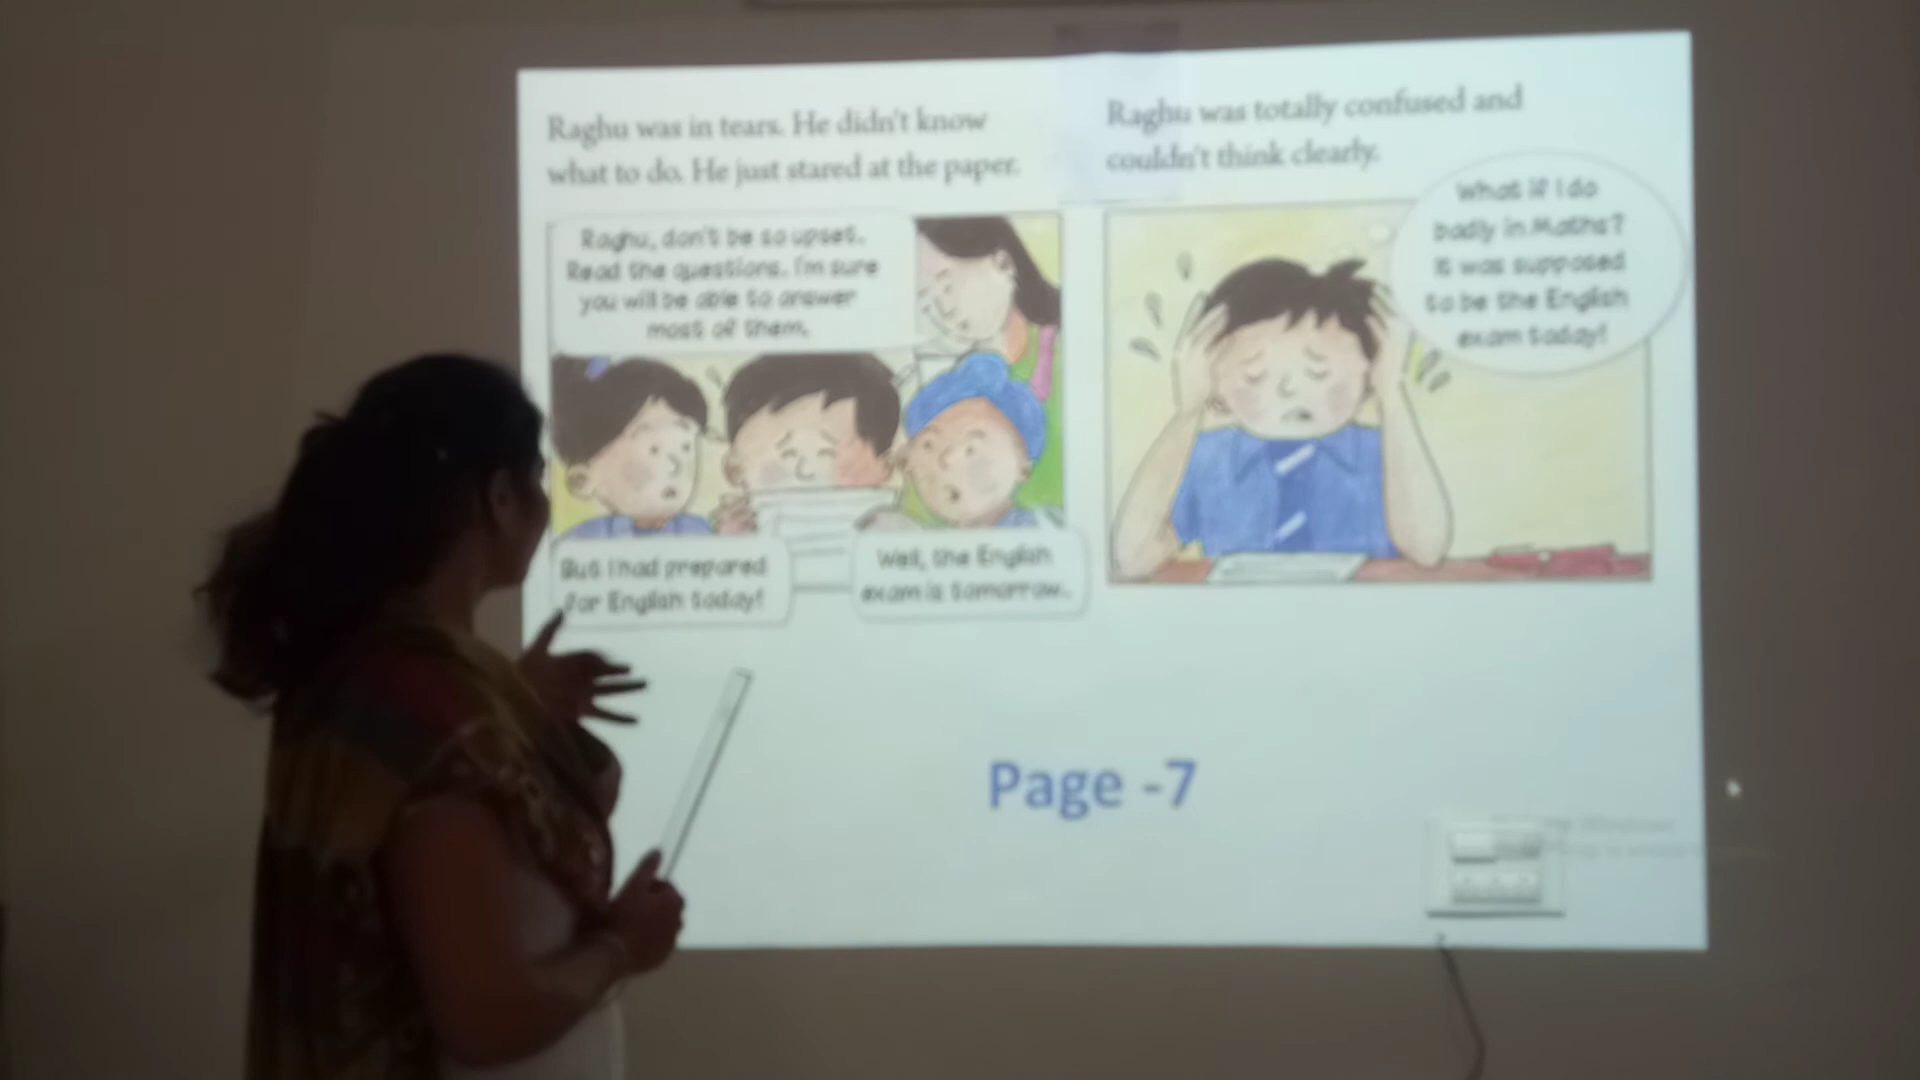 Raghu was in tears. He didn't know
what to do. He just stared at the paper.
Raghu, don't be so upset.
Read the questions. I'm sure
you will be able to answer
most of them.
But I had prepared
for English today!
Well, the English
exam is tomorrow.
Raghu was totally confused and
couldn't think clearly.
What if I do
badly in Maths?
It was supposed
to be the English
exam today!
Page -7
Windows